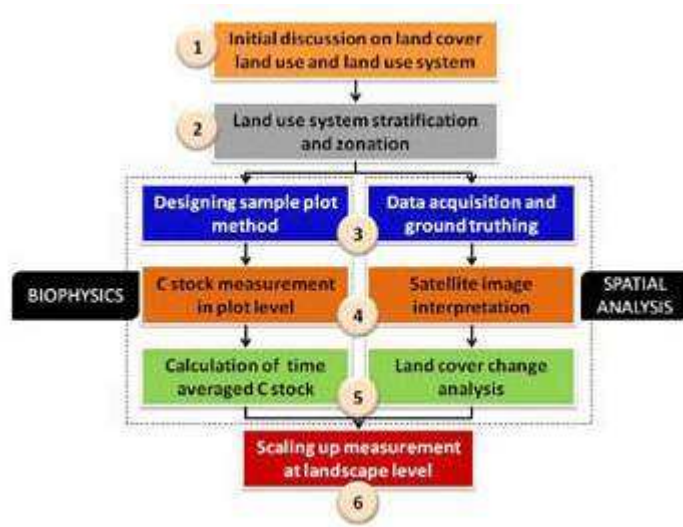 1
Initial discussion on land cover
land use and land use system
2
Land use system stratification
and zonation
Designing sample plot
method
3
Data acquisition and
ground truthing
BIOPHYSICS
C stock measurement
in plot level
4
Satellite image
interpretation
SPATIAL
ANALYSIS
Calculation of time
averaged C stock
5
Land cover change
analysis
Scaling up measurement
at landscape level
6